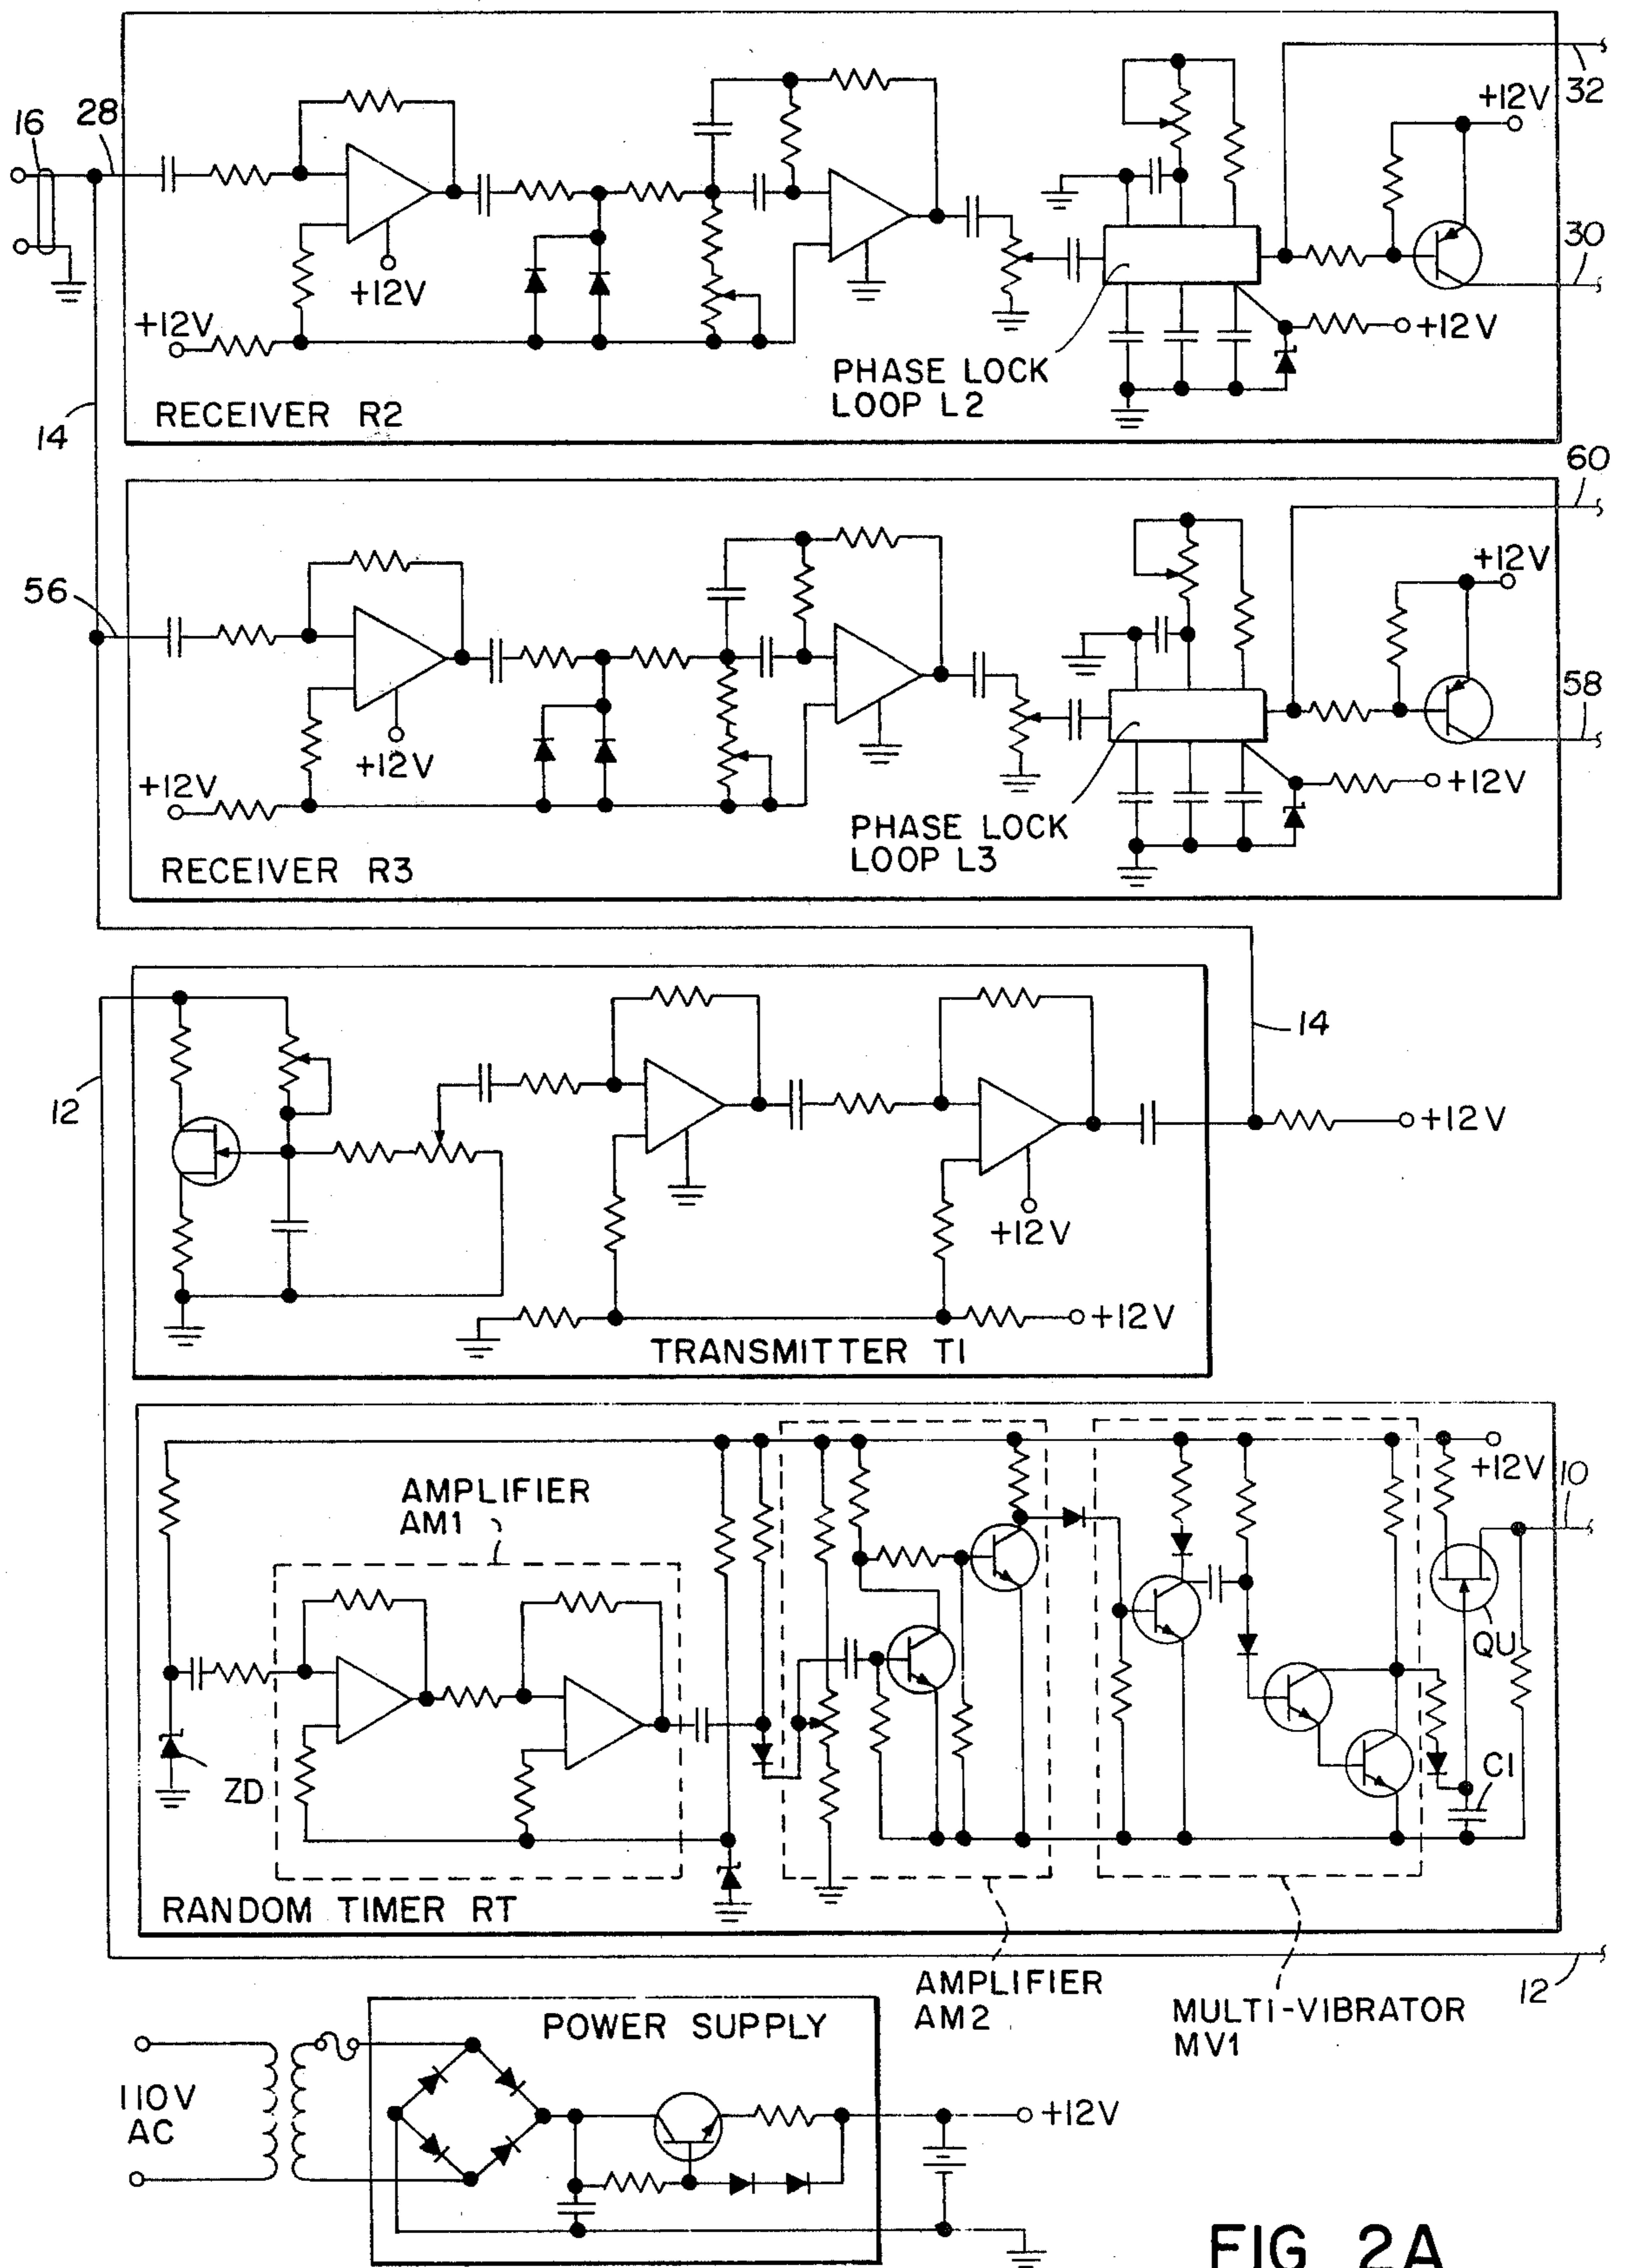 32
+12V
16
28
30
+12V
+12V
+12V
PHASE LOCK
LOOP L2
RECEIVER R2
14
60
+12V
56
58
+12V
+12V
+12V
PHASE LOCK
LOOP L3
RECEIVER R3
14
12
+12V
+12V
+12V
TRANSMITTER T1
+12V
10
AMPLIFIER
AM1
QU
C1
ZD
RANDOM TIMER RT
12
AMPLIFIER
AM2
MULTI-VIBRATOR
MV1
POWER SUPPLY
110V
AC
+12V
FIG 2A